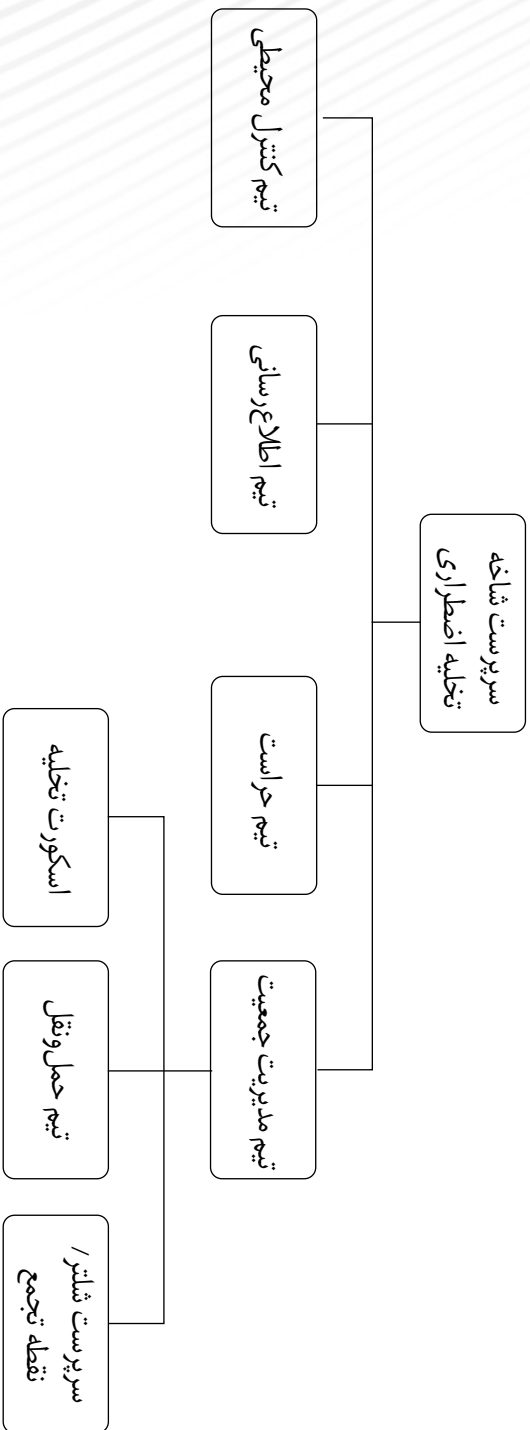 سرپرست شاخه
تخلیه اضطراری
تیم مدیریت جمعیت
تیم حراست
تیم اطلاع‌رسانی
تیم کنترل محیطی
سرپرست شلتر/
نقطه تجمع
تیم حمل‌ونقل
اسکورت تخلیه